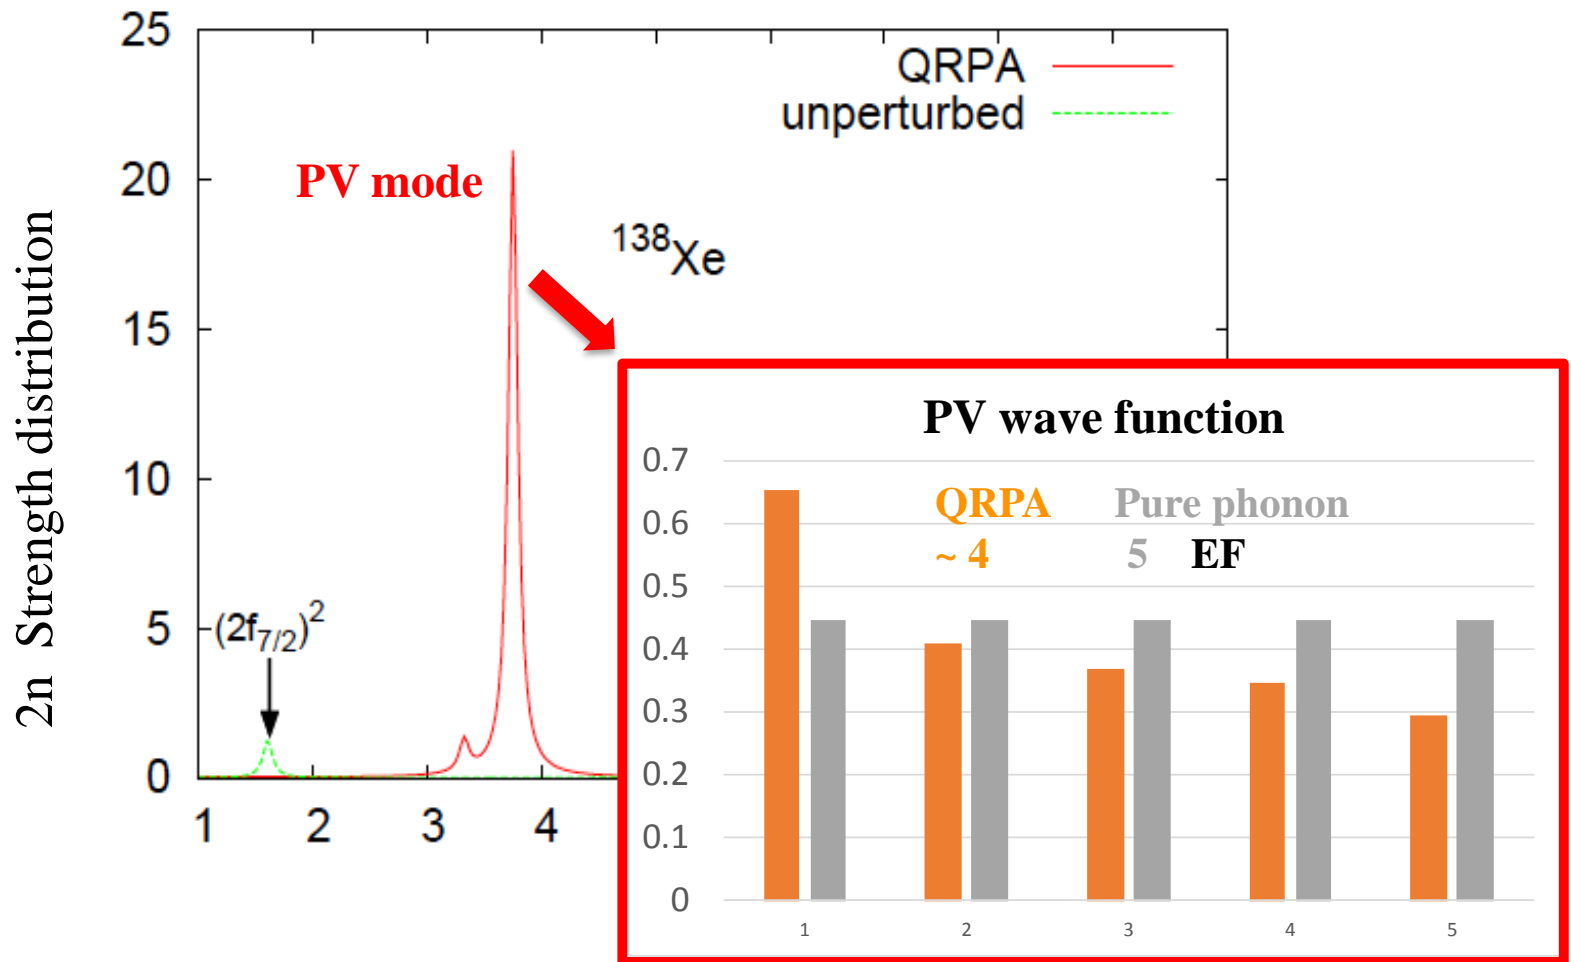 25
20
15
10
5
0
1 2 3 4
2n Strength distribution
QRPA
unperturbed
PV mode
¹³⁸Xe
(2f₇/₂)²
PV wave function
QRPA Pure phonon
~ 4 5 EF
0.7
0.6
0.5
0.4
0.3
0.2
0.1
0
1 2 3 4 5